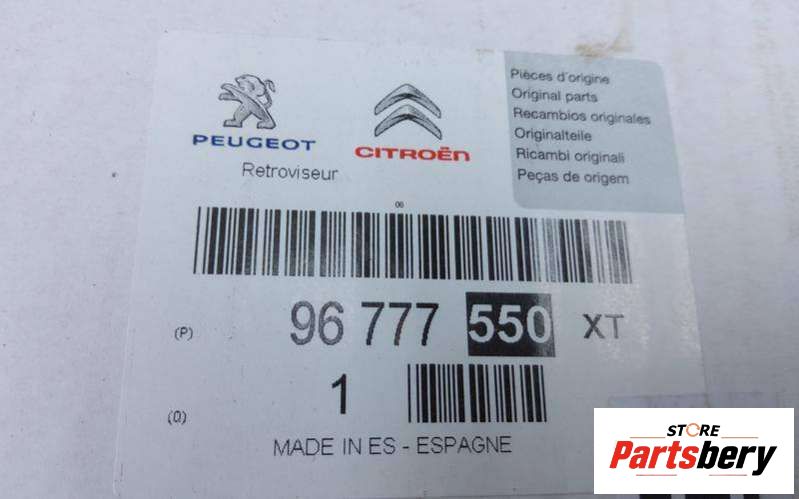 PEUGEOT
CITROËN
Pièces d'origine
Original parts
Recambios originales
Originalteile
Ricambi originali
Peças de origem
Retroviseur
06
(P) 96 777 550 XT
(Q) 1
MADE IN ES - ESPAGNE
STORE
Partsbery